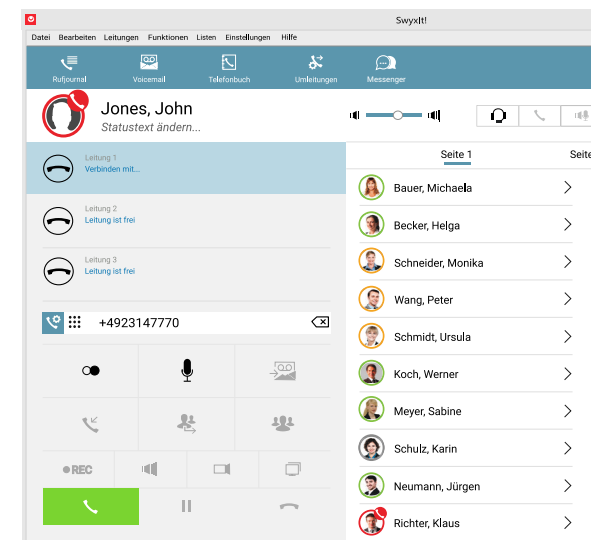 SwyxIt!
Datei Bearbeiten Leitungen Funktionen Listen Einstellungen Hilfe
Rufjournal Voicemail Telefonbuch Umleitungen Messenger
Jones, John
Statustext ändern...
Seite 1 Seite
Leitung 1
Verbinden mit...
Leitung 2
Leitung ist frei
Leitung 3
Leitung ist frei
+4923147770
REC
Bauer, Michaela
Becker, Helga
Schneider, Monika
Wang, Peter
Schmidt, Ursula
Koch, Werner
Meyer, Sabine
Schulz, Karin
Neumann, Jürgen
Richter, Klaus